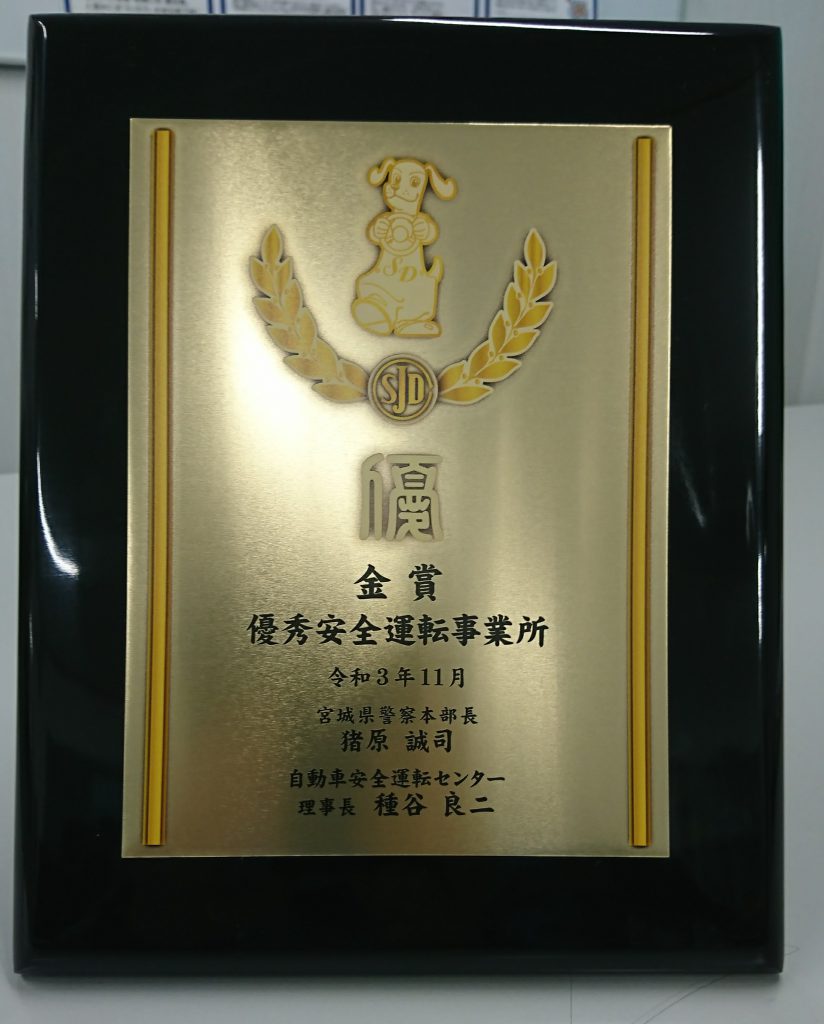 SD
SJD
優
金賞
優秀安全運転事業所
令和3年11月
宮城県警察本部長
猪原 誠司
自動車安全運転センター
理事長 種谷 良二